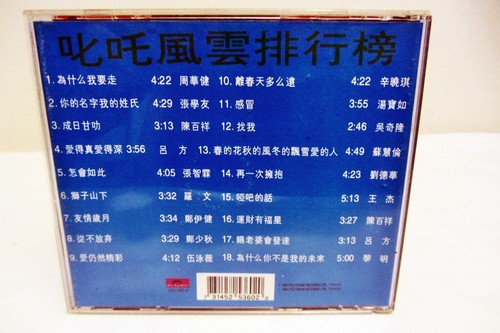 叱吒風雲排行榜
1. 為什么我要走 4:22 周華健
2. 你的名字我的姓氏 4:29 張學友
3. 成日甘叻 3:13 陳百祥
4. 愛得真愛得深 3:56 呂方
5. 怎會如此 4:05 張智霖
6. 獅子山下 3:32 羅文
7. 友情歲月 3:34 鄭伊健
8. 從不放弃 3:29 鄭少秋
9. 愛仍然精彩 4:12 伍泳薇
10. 離春天多么遠 4:22 辛曉琪
11. 感冒 3:55 湯寶如
12. 找我 2:46 吳奇隆
13. 春的花秋的風冬的飄雪愛的人 4:49 蘇慧倫
14. 再一次擁抱 4:23 劉德華
15. 啞吧的話 5:13 王杰
16. 運財有福星 3:27 陳百祥
17. 錫老婆會發達 3:13 呂方
18. 為什么你不是我的未來 5:00 黎明
7 31452 53602 8